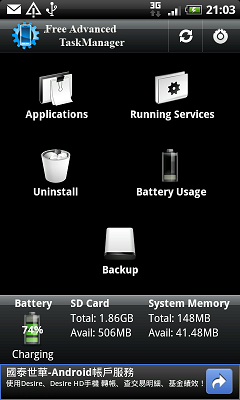 3G
21:03
Free Advanced
TaskManager
Applications
Running Services
Uninstall
Battery Usage
Backup
Battery
SD Card
System Memory
74%
Total: 1.86GB
Total: 148MB
Avail: 506MB
Avail: 41.48MB
Charging
國泰世華-Android帳戶服務
使用Desire、Desire HD手機 轉帳、查交易明細、基金績效!